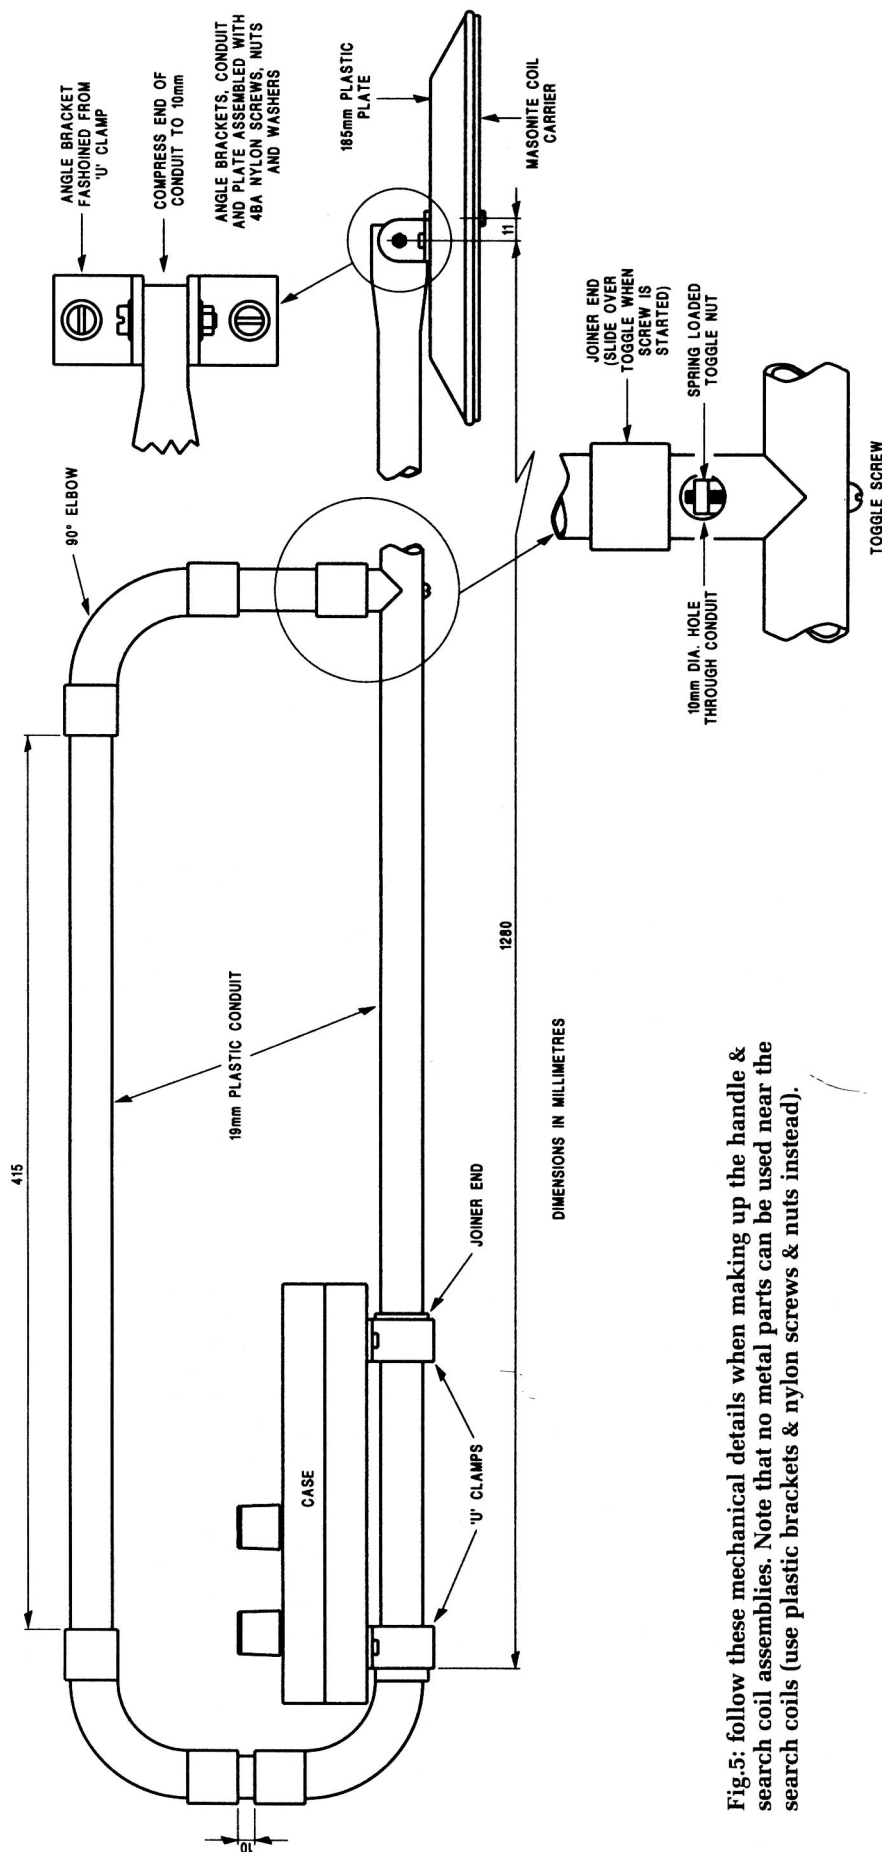 415
90° ELBOW
ANGLE BRACKET
FASHOINED FROM
'U' CLAMP
COMPRESS END OF
CONDUIT TO 10mm
ANGLE BRACKETS, CONDUIT
AND PLATE ASSEMBLED WITH
4BA NYLON SCREWS, NUTS
AND WASHERS
185mm PLASTIC
PLATE
MASONITE COIL
CARRIER
11
19mm PLASTIC CONDUIT
10
CASE
'U' CLAMPS
JOINER END
1280
DIMENSIONS IN MILLIMETRES
JOINER END
(SLIDE OVER
TOGGLE WHEN
SCREW IS
STARTED)
SPRING LOADED
TOGGLE NUT
10mm DIA. HOLE
THROUGH CONDUIT
TOGGLE SCREW
Fig.5: follow these mechanical details when making up the handle &
search coil assemblies. Note that no metal parts can be used near the
search coils (use plastic brackets & nylon screws & nuts instead).